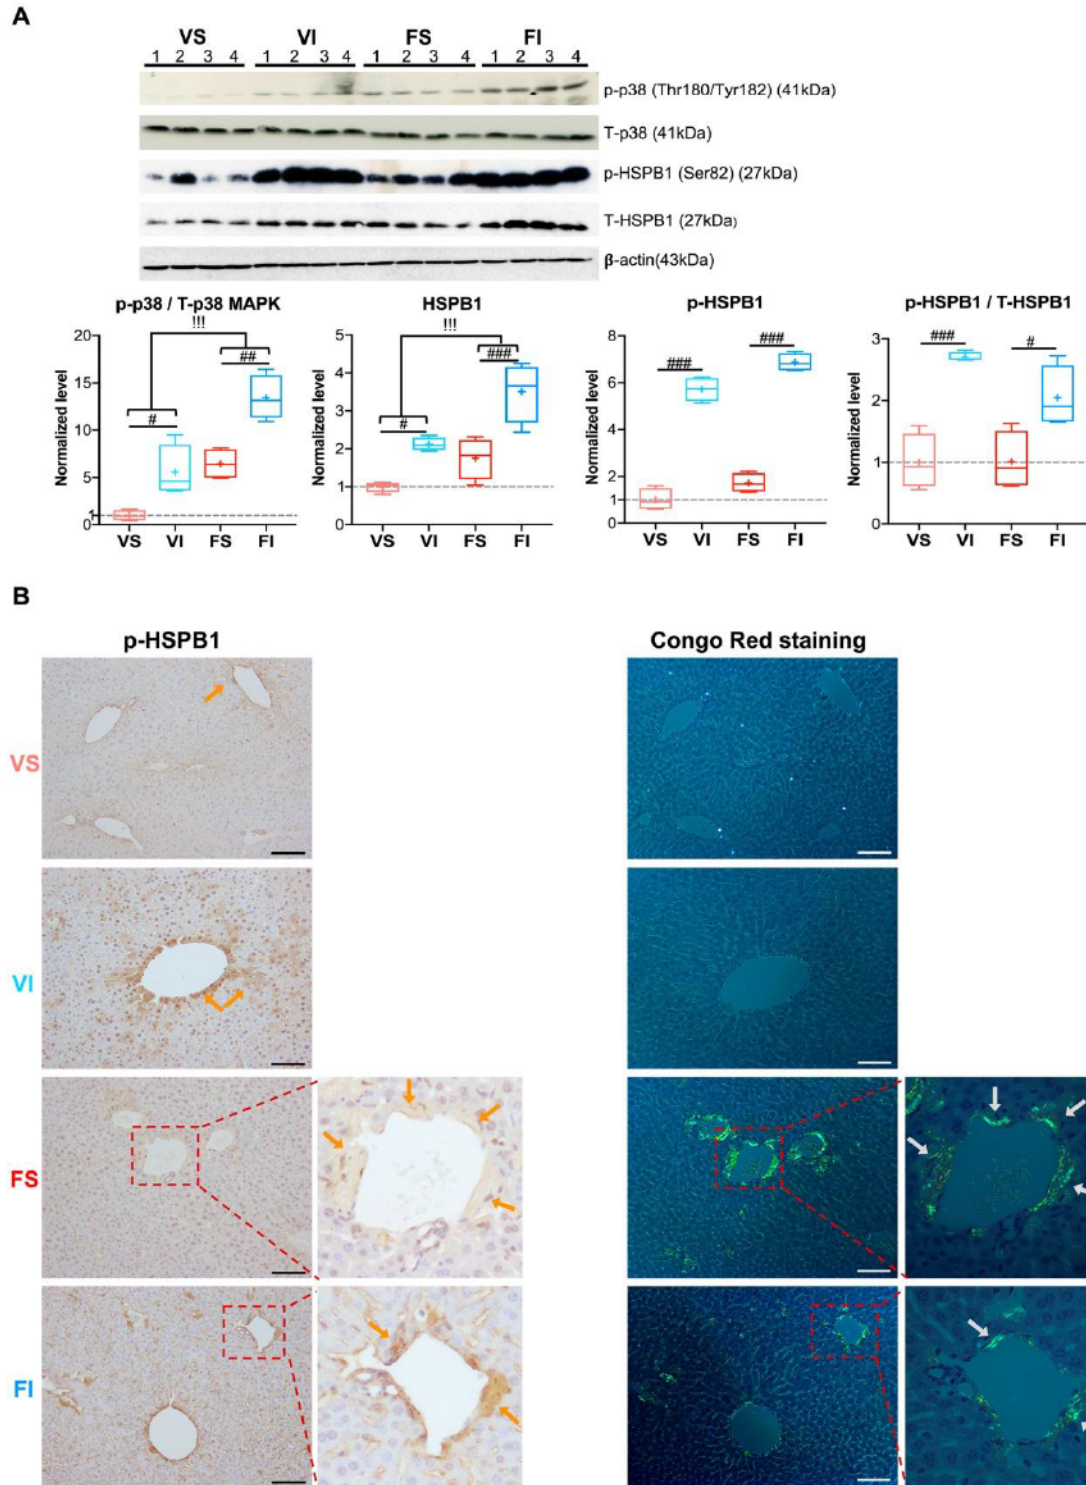 A
VS VI FS FI
1 2 3 4 1 2 3 4 1 2 3 4 1 2 3 4
p-p38 (Thr180/Tyr182) (41kDa)
T-p38 (41kDa)
p-HSPB1 (Ser82) (27kDa)
T-HSPB1 (27kDa)
β-actin(43kDa)
p-p38 / T-p38 MAPK
Normalized level
20
15
10
5
1
0
!!!
#
##
VS VI FS FI
HSPB1
Normalized level
5
4
3
2
1
0
!!!
#
###
VS VI FS FI
p-HSPB1
Normalized level
8
6
4
2
1
0
###
###
VS VI FS FI
p-HSPB1 / T-HSPB1
Normalized level
3
2
1
0
###
#
VS VI FS FI
B
p-HSPB1 Congo Red staining
VS
VI
FS
FI